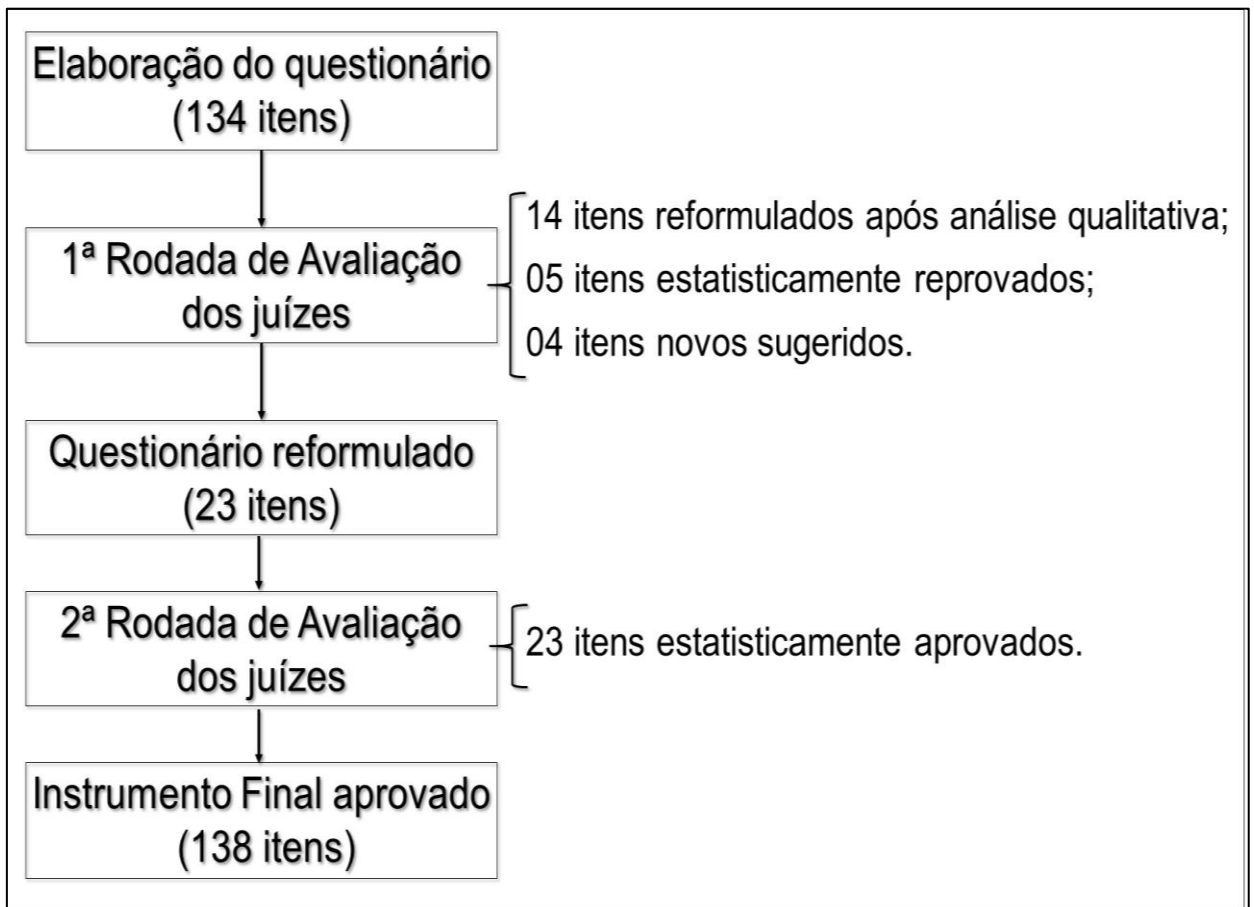 Elaboração do questionário
(134 itens)
1ª Rodada de Avaliação
dos juízes
14 itens reformulados após análise qualitativa;
05 itens estatisticamente reprovados;
04 itens novos sugeridos.
Questionário reformulado
(23 itens)
2ª Rodada de Avaliação
dos juízes
23 itens estatisticamente aprovados.
Instrumento Final aprovado
(138 itens)